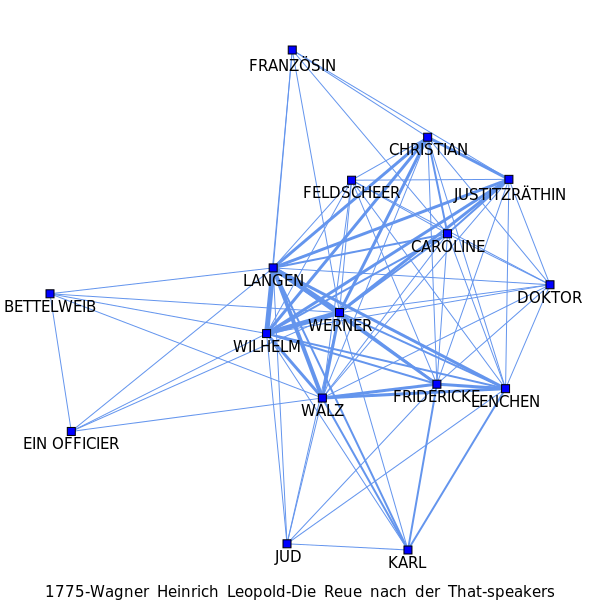 FRANZÖSIN
CHRISTIAN
FELDSCHEER
JUSTITZRÄTHIN
CAROLINE
LANGEN
DOKTOR
BETTELWEIB
WERNER
WILHELM
FRIDERICKE
LENCHEN
WALZ
EIN OFFICIER
JUD
KARL
1775-Wagner Heinrich Leopold-Die Reue nach der That-speakers